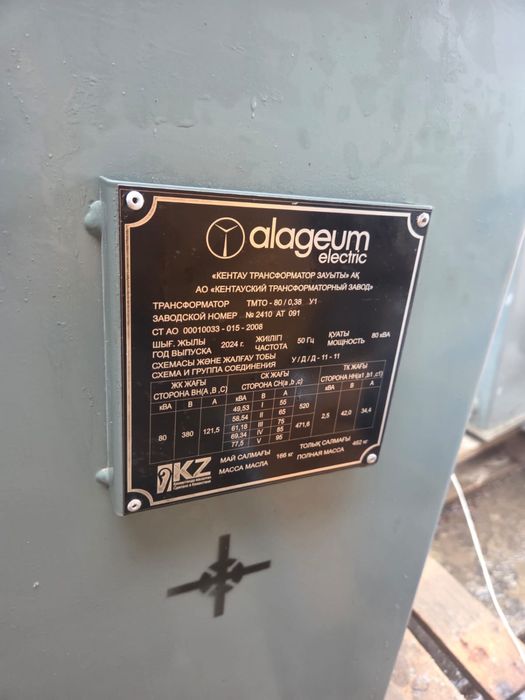 alageum
electric
«КЕНТАУ ТРАНСФОРМАТОР ЗАУЫТЫ» АҚ
АО «КЕНТАУСКИЙ ТРАНСФОРМАТОРНЫЙ ЗАВОД»
ТРАНСФОРМАТОР ТМТО - 80 / 0,38 У1
ЗАВОДСКОЙ НОМЕР № 2410 АТ 091
СТ АО 00010033 - 015 - 2008
ШЫҒ. ЖЫЛЫ 2024 г. ЖИІЛІГІ 50 Гц ҚУАТЫ 80 кВА
ГОД ВЫПУСКА ЧАСТОТА МОЩНОСТЬ
СХЕМАСЫ ЖӘНЕ ЖАЛҒАУ ТОБЫ У / Д / Д - 11 - 11
СХЕМА И ГРУППА СОЕДИНЕНИЯ
ЖК ЖАҒЫ СК ЖАҒЫ ТК ЖАҒЫ
СТОРОНА ВН(А ,В ,С) СТОРОНА СН(а ,b ,c) СТОРОНА НН(а1 ,b1 ,c1)
кВА В А кВА В А кВА В А
80 380 121,5 49,53 I 55 520 2,5 42,0 34,4
58,54 II 65
61,18 III 75 471,6
69,34 IV 85
77,5 V 95
KZ
МАЙ САЛМАҒЫ 166 кг ТОЛЫҚ САЛМАҒЫ 462 кг
МАССА МАСЛА ПОЛНАЯ МАССА